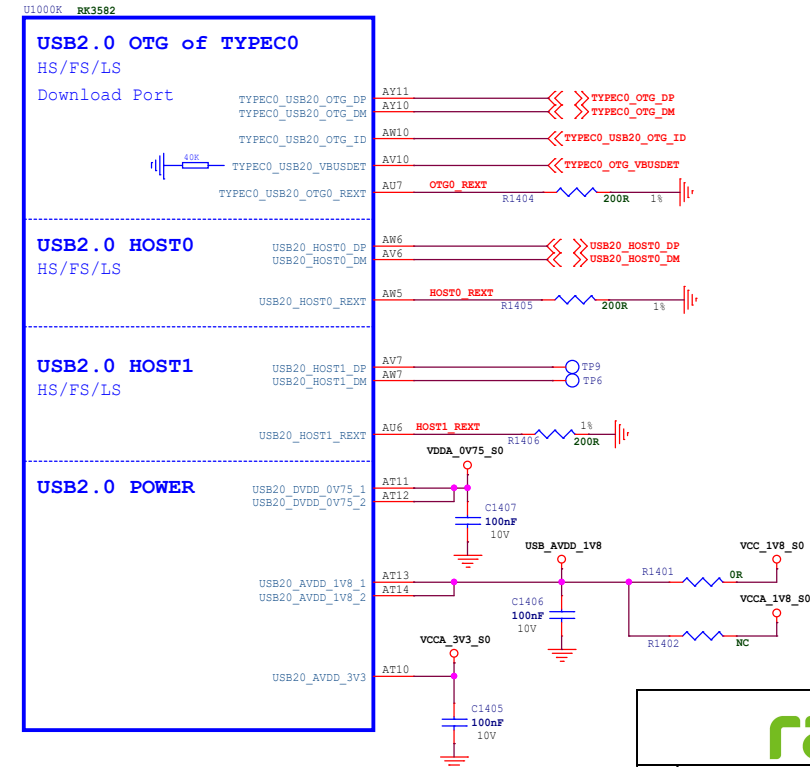 U1000K RK3582
USB2.0 OTG of TYPEC0
HS/FS/LS
Download Port
TYPEC0_USB20_OTG_DP AY11 TYPEC0_OTG_DP
TYPEC0_USB20_OTG_DM AY10 TYPEC0_OTG_DM
TYPEC0_USB20_OTG_ID AW10 TYPEC0_USB20_OTG_ID
40K TYPEC0_USB20_VBUSDET AV10 TYPEC0_OTG_VBUSDET
TYPEC0_USB20_OTG0_REXT AU7 OTG0_REXT R1404 200R 1%
USB2.0 HOST0
HS/FS/LS
USB20_HOST0_DP AW6 USB20_HOST0_DP
USB20_HOST0_DM AV6 USB20_HOST0_DM
USB20_HOST0_REXT AW5 HOST0_REXT R1405 200R 1%
USB2.0 HOST1
HS/FS/LS
USB20_HOST1_DP AV7 TP9
USB20_HOST1_DM AW7 TP6
USB20_HOST1_REXT AU6 HOST1_REXT R1406 1% 200R
VDDA_0V75_S0
USB2.0 POWER
USB20_DVDD_0V75_1 AT11
USB20_DVDD_0V75_2 AT12
C1407
100nF
10V
USB_AVDD_1V8 VCC_1V8_S0
USB20_AVDD_1V8_1 AT13 R1401 0R
USB20_AVDD_1V8_2 AT14
VCCA_1V8_S0
C1406
100nF
10V
R1402 NC
VCCA_3V3_S0
USB20_AVDD_3V3 AT10
C1405
100nF
10V